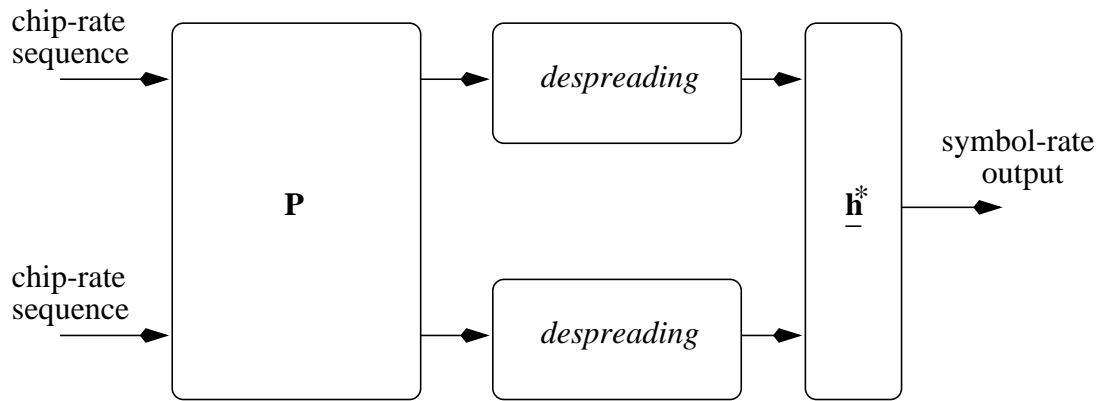 chip-rate
sequence
despreading
P
h*
symbol-rate
output
chip-rate
sequence
despreading